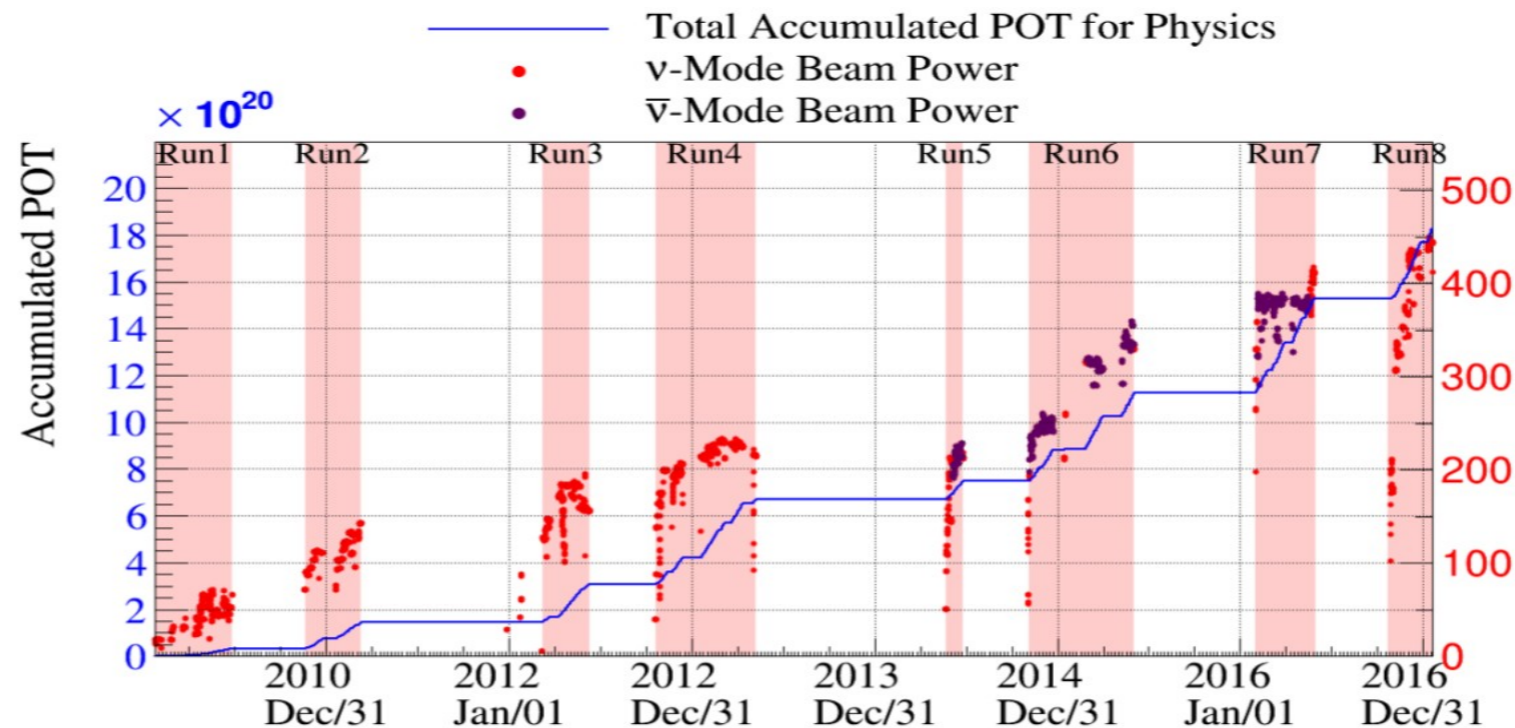 Total Accumulated POT for Physics
ν-Mode Beam Power
ν̅-Mode Beam Power
× 10²⁰
Accumulated POT
Run1 Run2 Run3 Run4 Run5 Run6 Run7 Run8
20 500
18
16 400
14
12 300
10
8 200
6
4 100
2
0 0
2010 2012 2012 2013 2014 2016 2016
Dec/31 Jan/01 Dec/31 Dec/31 Dec/31 Jan/01 Dec/31